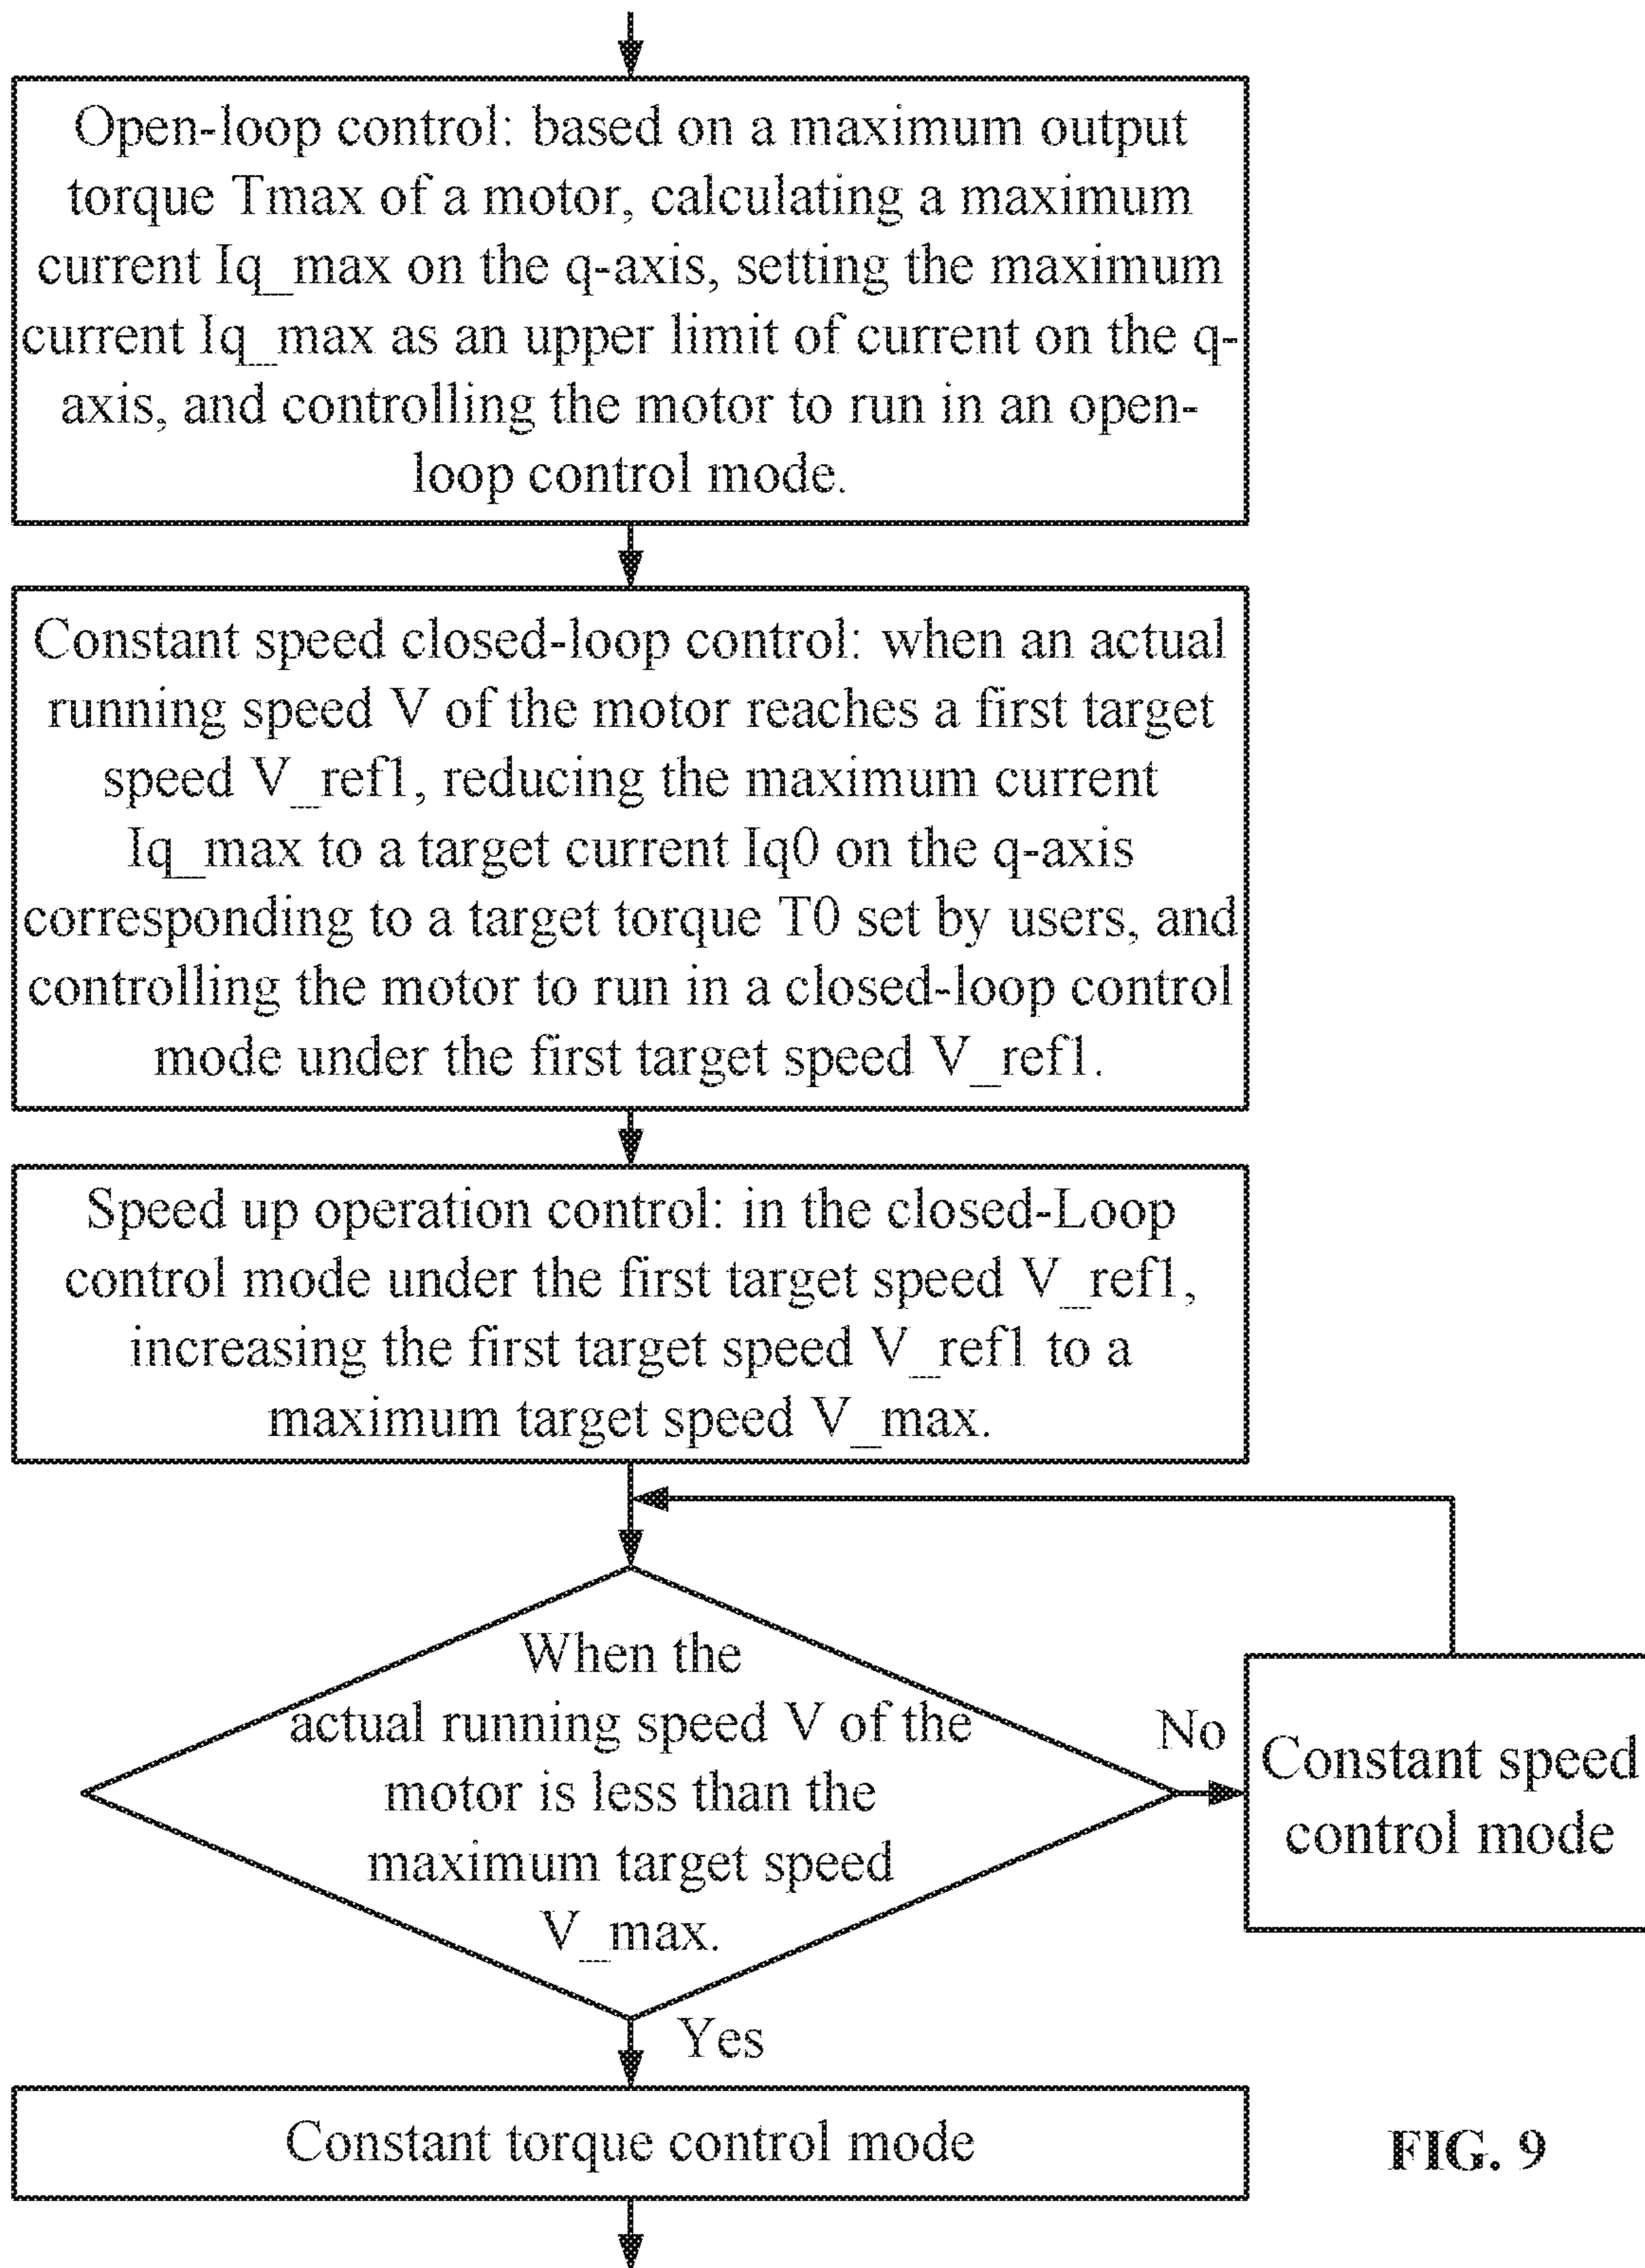 Open-loop control: based on a maximum output
torque Tmax of a motor, calculating a maximum
current Iq_max on the q-axis, setting the maximum
current Iq_max as an upper limit of current on the q-
axis, and controlling the motor to run in an open-
loop control mode.
Constant speed closed-loop control: when an actual
running speed V of the motor reaches a first target
speed V_ref1, reducing the maximum current
Iq_max to a target current Iq0 on the q-axis
corresponding to a target torque T0 set by users, and
controlling the motor to run in a closed-loop control
mode under the first target speed V_ref1.
Speed up operation control: in the closed-Loop
control mode under the first target speed V_ref1,
increasing the first target speed V_ref1 to a
maximum target speed V_max.
When the
actual running speed V of the
motor is less than the
maximum target speed
V_max.
No
Constant speed
control mode
Yes
Constant torque control mode
FIG. 9